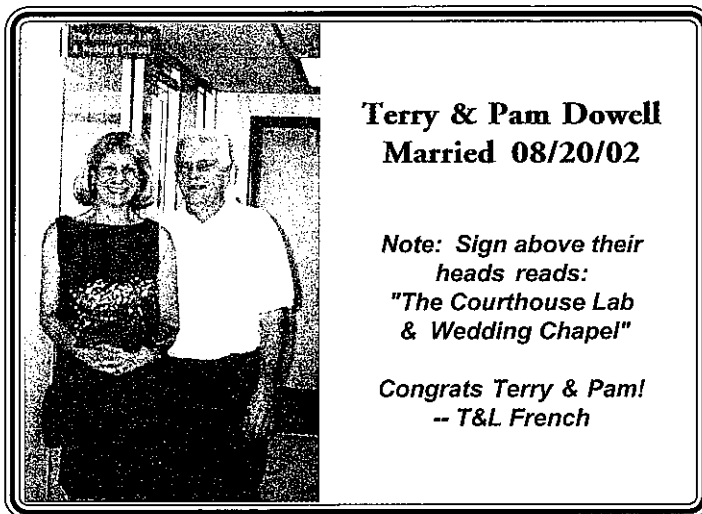 The Courthouse Lab
& Wedding Chapel
Terry & Pam Dowell
Married 08/20/02
Note: Sign above their
heads reads:
"The Courthouse Lab
& Wedding Chapel"
Congrats Terry & Pam!
-- T&L French